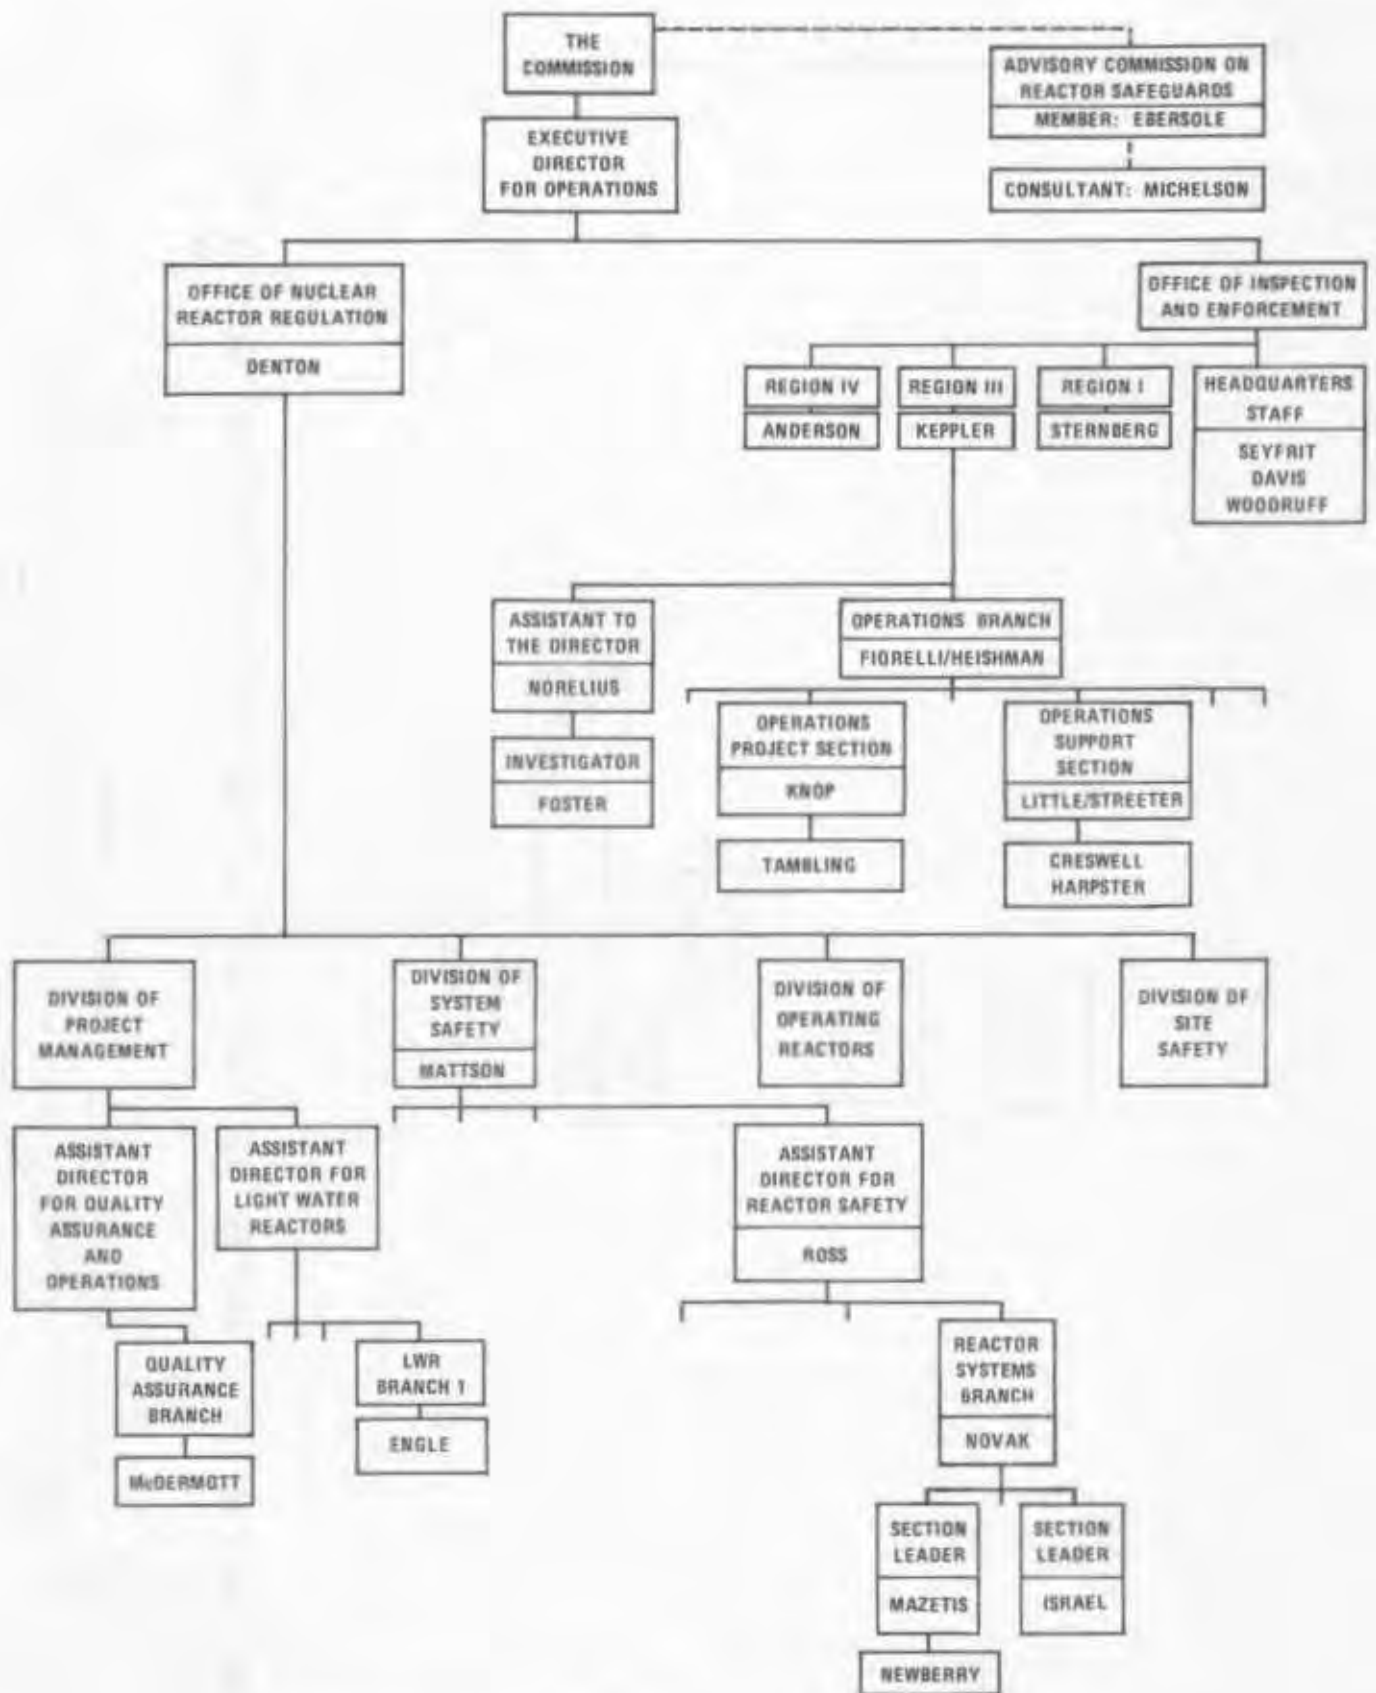 THE
COMMISSION
ADVISORY COMMISSION ON
REACTOR SAFEGUARDS
MEMBER: EBERSOLE
CONSULTANT: MICHELSON
EXECUTIVE
DIRECTOR
FOR OPERATIONS
OFFICE OF NUCLEAR
REACTOR REGULATION
DENTON
OFFICE OF INSPECTION
AND ENFORCEMENT
REGION IV
ANDERSON
REGION III
KEPPLER
REGION I
STERNBERG
HEADQUARTERS
STAFF
SEYFRIT
DAVIS
WOODRUFF
ASSISTANT TO
THE DIRECTOR
NORELIUS
INVESTIGATOR
FOSTER
OPERATIONS BRANCH
FIORELLI/HEISHMAN
OPERATIONS
PROJECT SECTION
KNOP
TAMBLING
OPERATIONS
SUPPORT
SECTION
LITTLE/STREETER
CRESWELL
HARPSTER
DIVISION OF
PROJECT
MANAGEMENT
DIVISION OF
SYSTEM
SAFETY
MATTSON
DIVISION OF
OPERATING
REACTORS
DIVISION OF
SITE
SAFETY
ASSISTANT
DIRECTOR
FOR QUALITY
ASSURANCE
AND
OPERATIONS
ASSISTANT
DIRECTOR FOR
LIGHT WATER
REACTORS
ASSISTANT
DIRECTOR FOR
REACTOR SAFETY
ROSS
QUALITY
ASSURANCE
BRANCH
McDERMOTT
LWR
BRANCH 1
ENGLE
REACTOR
SYSTEMS
BRANCH
NOVAK
SECTION
LEADER
MAZETIS
NEWBERRY
SECTION
LEADER
ISRAEL